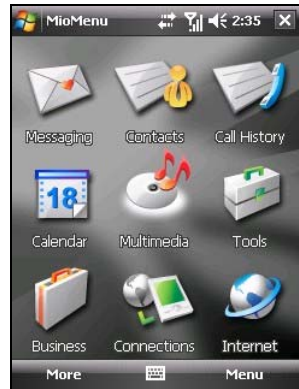 MioMenu 2:35
Messaging Contacts Call History
18
Calendar Multimedia Tools
Business Connections Internet
More Menu